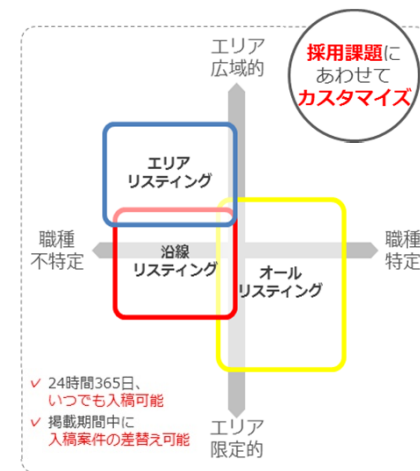 エリア
広域的
採用課題に
あわせて
カスタマイズ
エリア
リスティング
職種
不特定
沿線
リスティング
オール
リスティング
職種
特定
✓ 24時間365日、
いつでも入稿可能
✓ 掲載期間中に
入稿案件の差替え可能
エリア
限定的